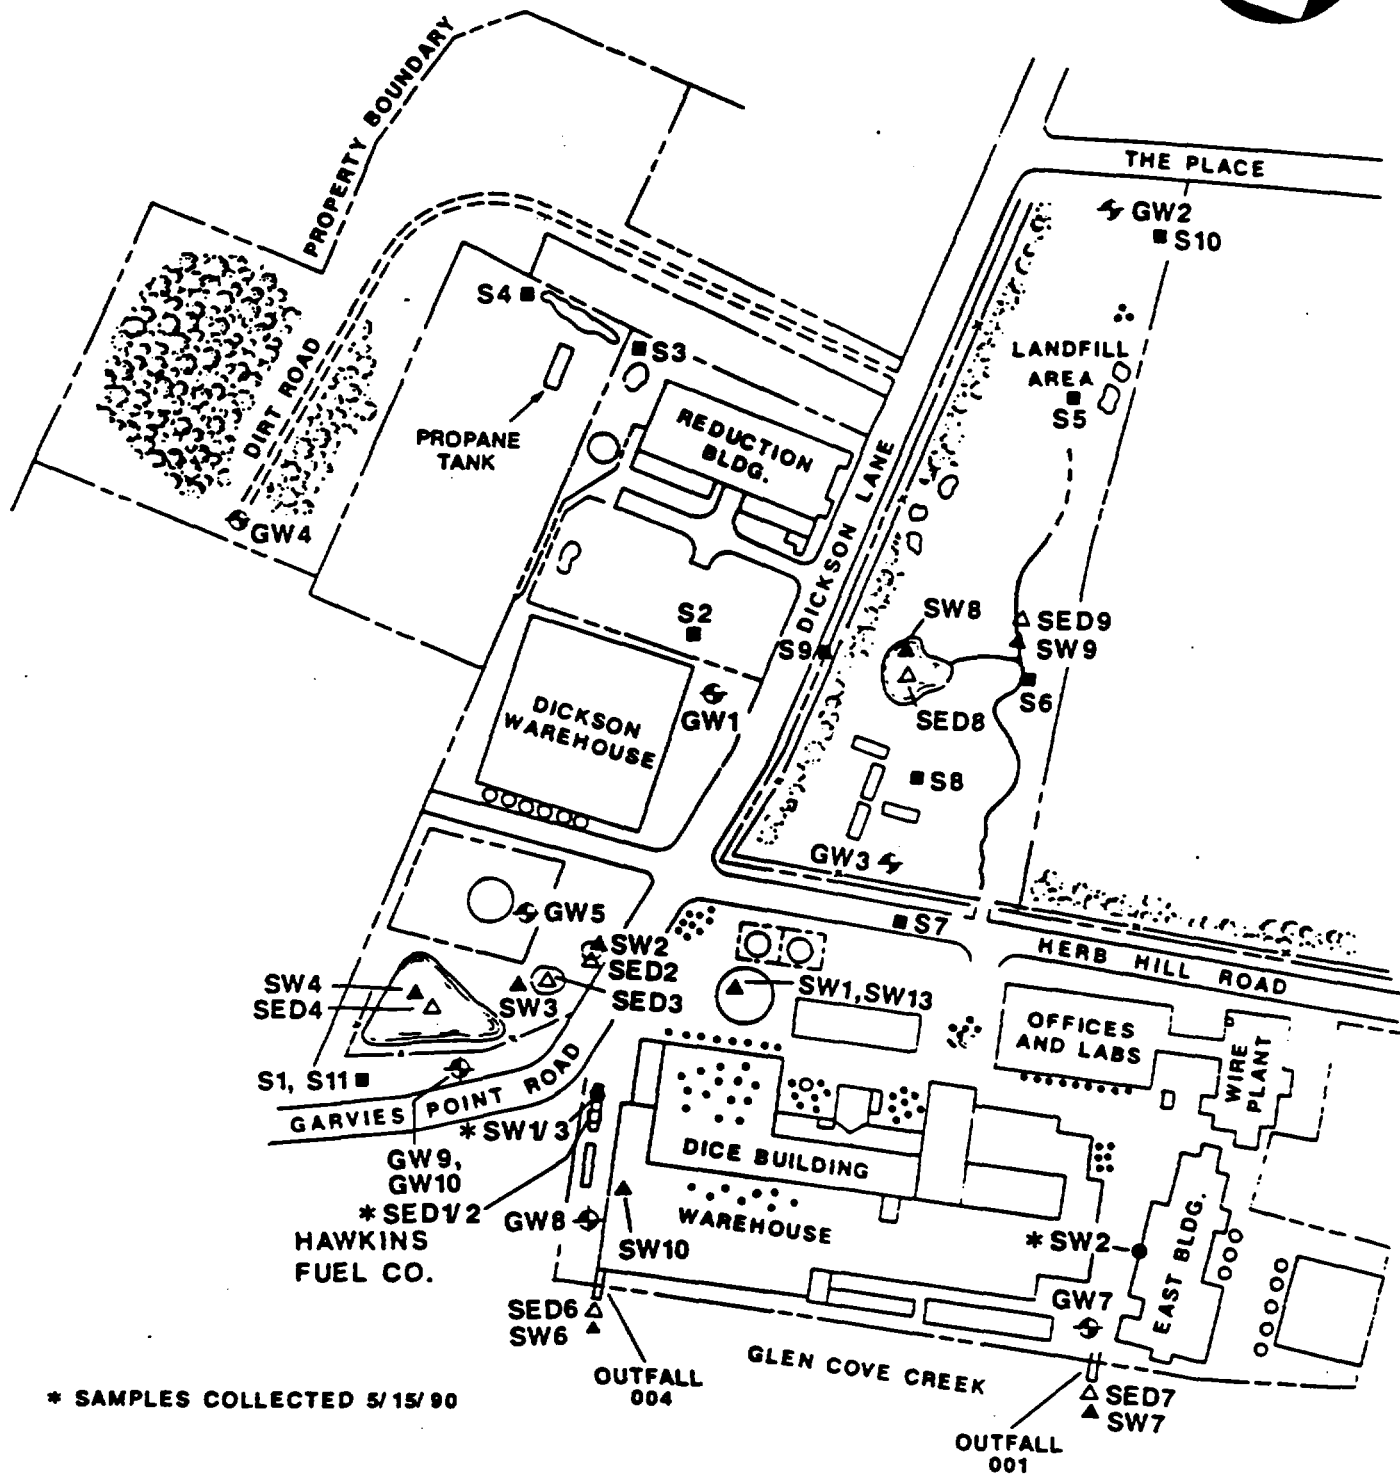 PROPERTY BOUNDARY
THE PLACE
GW2
S10
S4
S3
DIRT ROAD
LANDFILL
AREA
S5
PROPANE
TANK
REDUCTION
BLDG.
DICKSON LANE
GW4
S2
SW8
SED9
SW9
S9
S6
GW1
SED8
DICKSON
WAREHOUSE
S8
GW3
GW5
S7
SW2
SED2
HERB HILL ROAD
SW4
SED4
SW3
SED3
SW1,SW13
OFFICES
AND LABS
WIRE
PLANT
S1, S11
GARVIES POINT ROAD
* SW1/3
DICE BUILDING
GW9,
GW10
* SED1/2
GW8
WAREHOUSE
HAWKINS
FUEL CO.
SW10
* SW2
EAST BLDG.
GW7
SED6
SW6
GLEN COVE CREEK
OUTFALL
004
SED7
SW7
* SAMPLES COLLECTED 5/15/90
OUTFALL
001